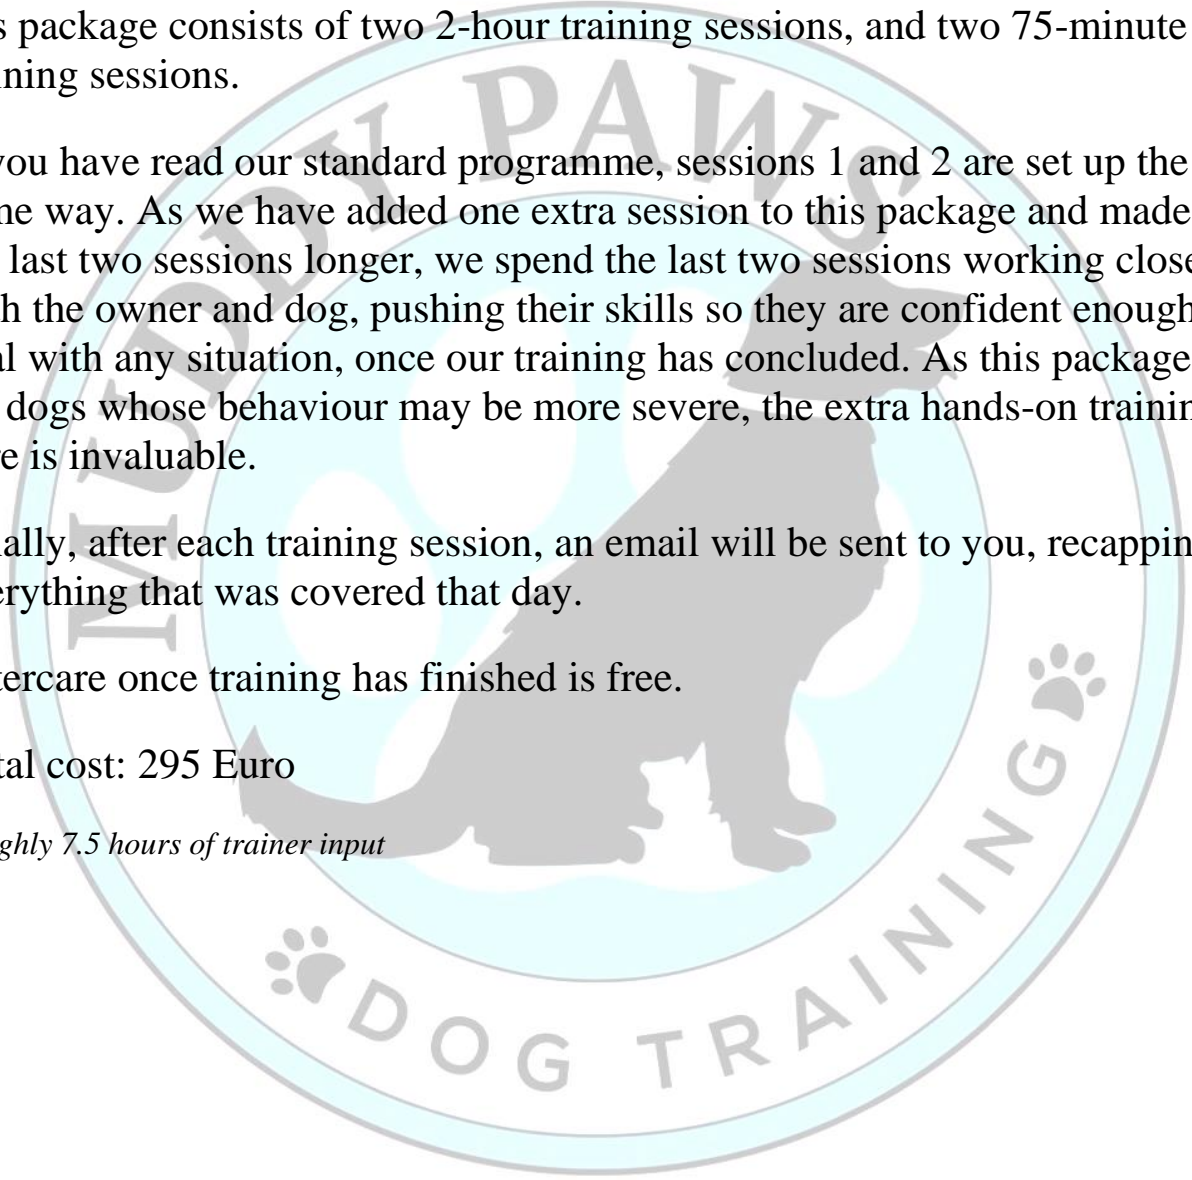 s package consists of two 2-hour training sessions, and two 75-minute
ining sessions.
you have read our standard programme, sessions 1 and 2 are set up the
me way. As we have added one extra session to this package and made
last two sessions longer, we spend the last two sessions working close
h the owner and dog, pushing their skills so they are confident enough
al with any situation, once our training has concluded. As this package
dogs whose behaviour may be more severe, the extra hands-on trainin
re is invaluable.
ally, after each training session, an email will be sent to you, recappin
erything that was covered that day.
tercare once training has finished is free.
tal cost: 295 Euro
ghly 7.5 hours of trainer input
MUDDY PAWS
DOG TRAINING